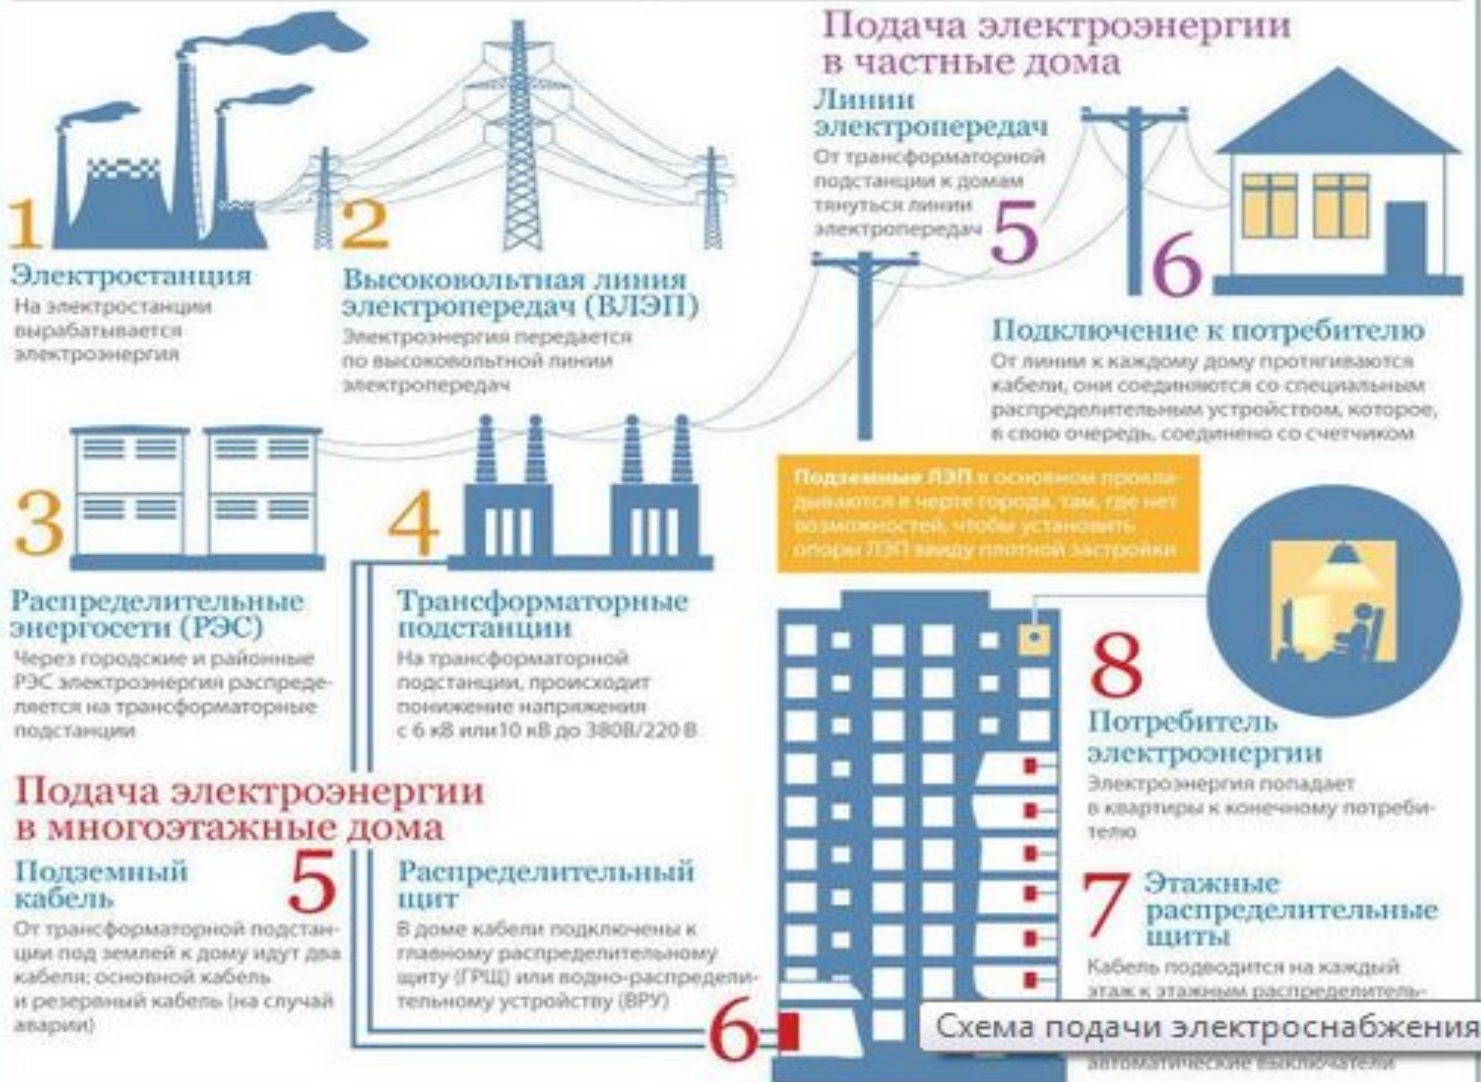 1
Электростанция
На электростанции
вырабатывается
электроэнергия
2
Высоковольтная линия
электропередач (ВЛЭП)
Электроэнергия передается
по высоковольтной линии
электропередач
3
Распределительные
энергосети (РЭС)
Через городские и районные
РЭС электроэнергия распреде-
ляется на трансформаторные
подстанции
4
Трансформаторные
подстанции
На трансформаторной
подстанции, происходит
понижение напряжения
с 6 кВ или10 кВ до 380В/220 В
Подача электроэнергии
в частные дома
Линии
электропередач
От трансформаторной
подстанции к домам
тянуться линии
электропередач
5
6
Подключение к потребителю
От линии к каждому дому протягиваются
кабели, они соединяются со специальным
распределительным устройством, которое,
в свою очередь, соединено со счетчиком
Подземные ЛЭП в основном прокла-
дываются в черте города, там, где нет
возможностей, чтобы установить
опоры ЛЭП ввиду плотной застройки
Подача электроэнергии
в многоэтажные дома
Подземный
кабель
5
От трансформаторной подстан-
ции под землей к дому идут два
кабеля: основной кабель
и резервный кабель (на случай
аварии)
Распределительный
щит
В доме кабели подключены к
главному распределительному
щиту (ГРЩ) или водно-распредели-
тельному устройству (ВРУ)
6
8
Потребитель
электроэнергии
Электроэнергия попадает
в квартиры к конечному потреби-
телю
7
Этажные
распределительные
щиты
Кабель подводится на каждый
этаж к этажным распределитель-
Схема подачи электроснабжения
автоматические выключатели